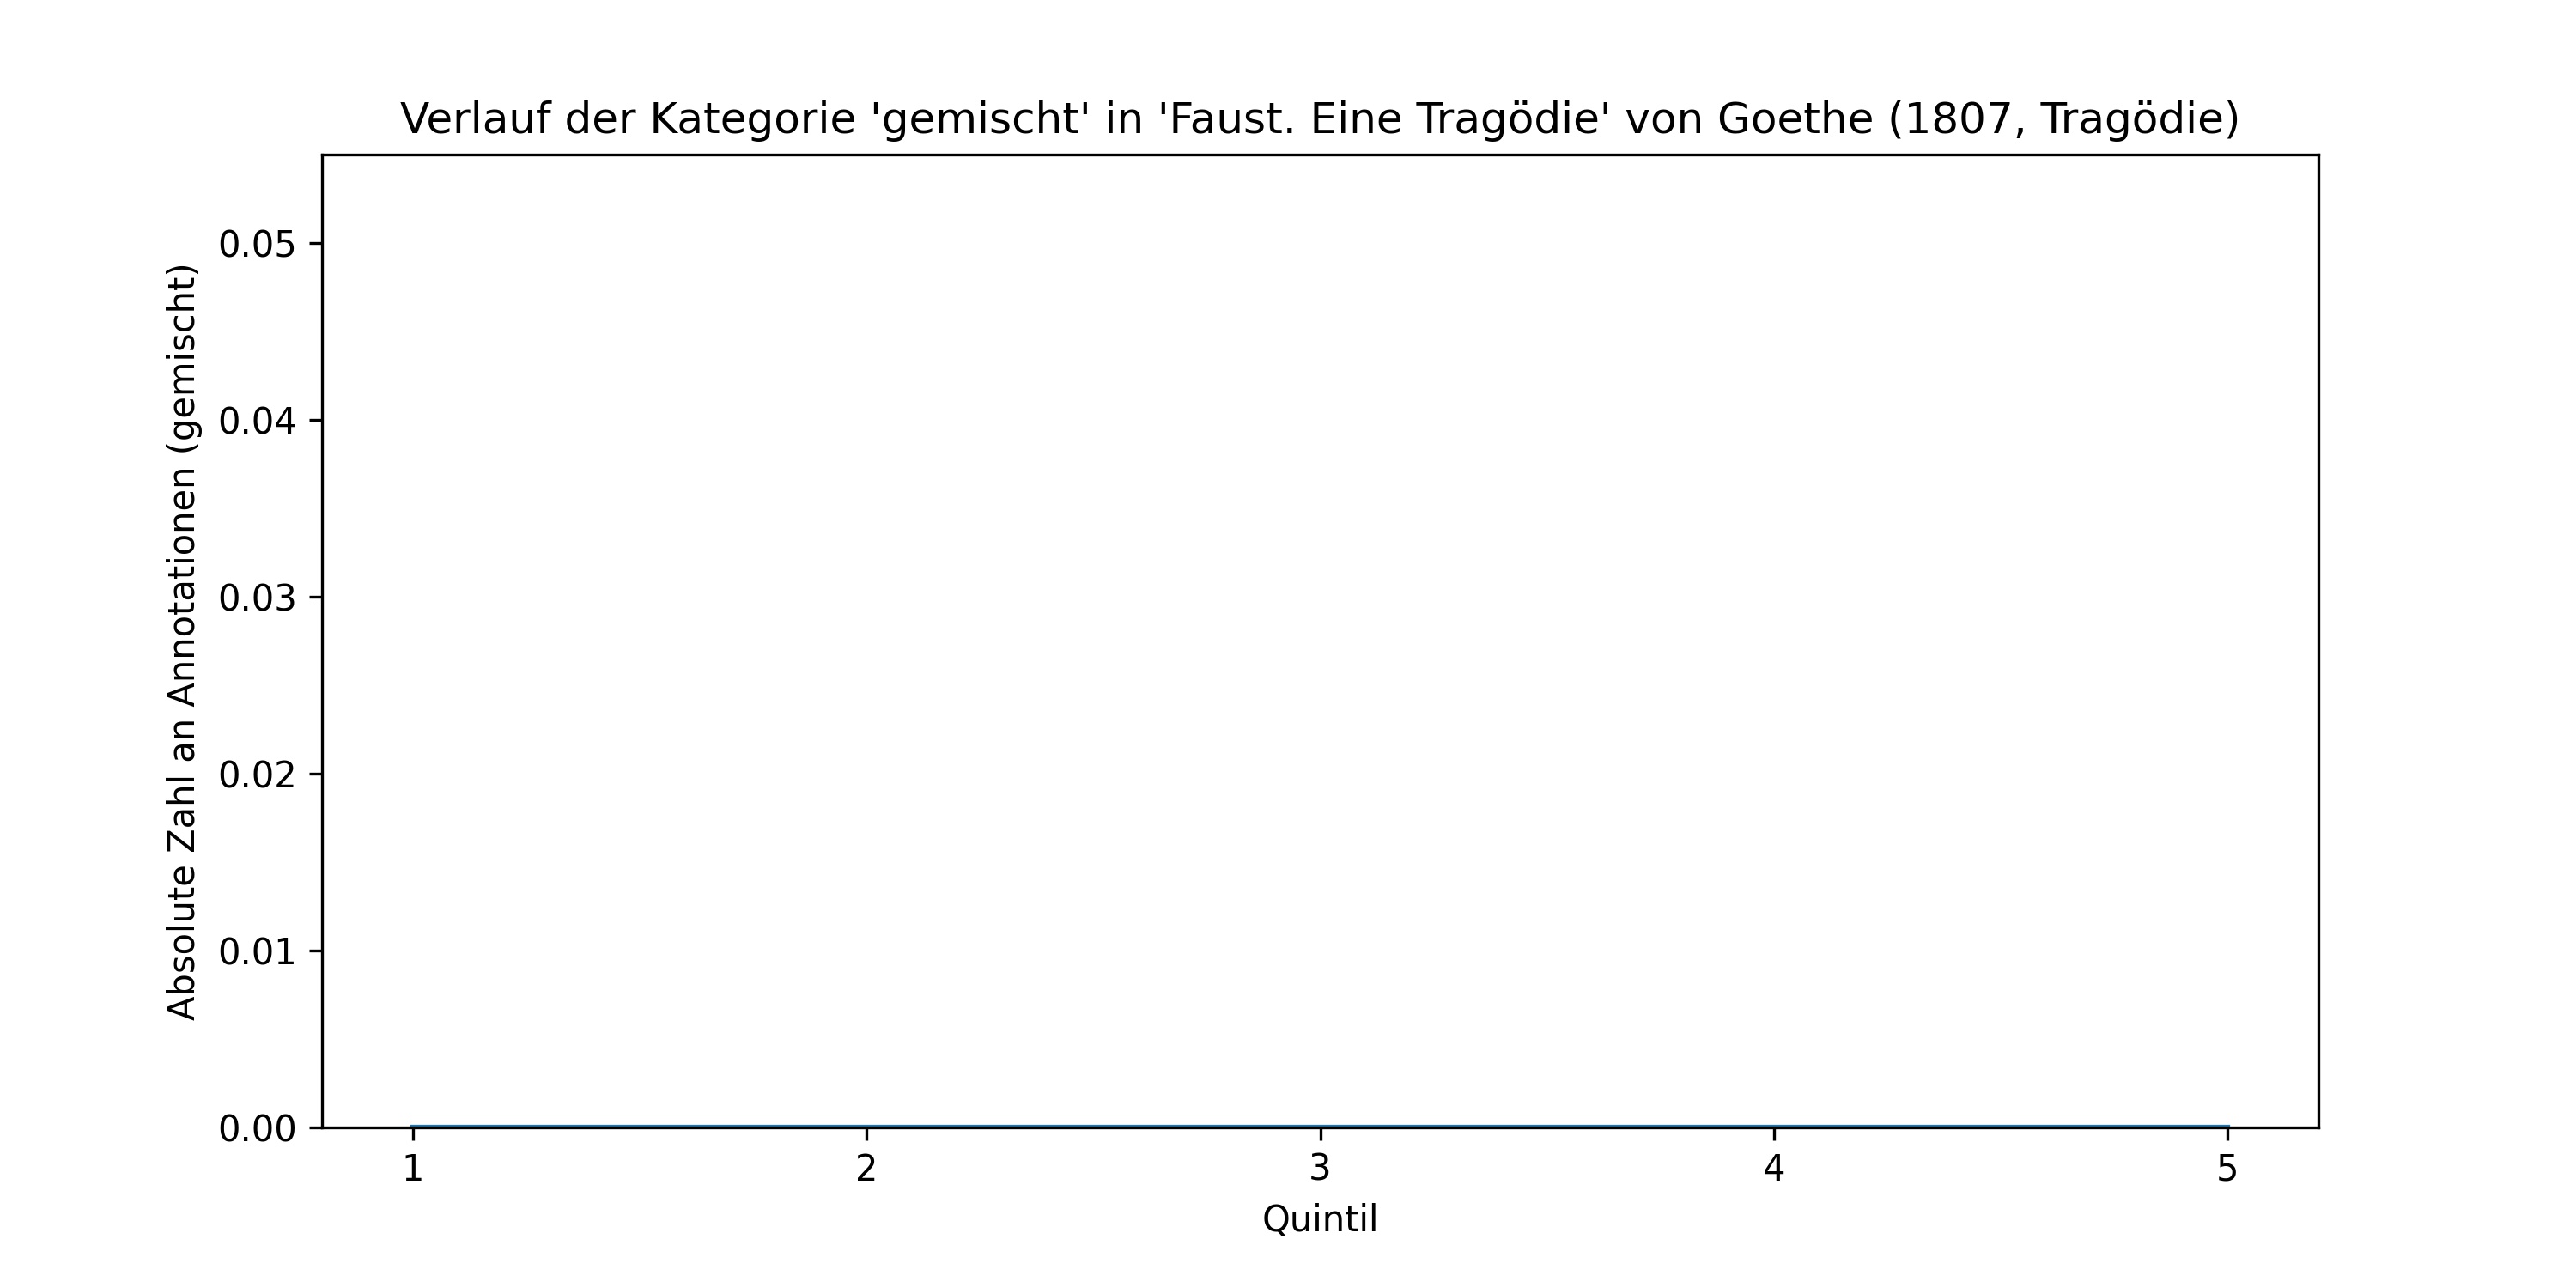 Verlauf der Kategorie 'gemischt' in 'Faust. Eine Tragödie' von Goethe (1807, Tragödie)
Absolute Zahl an Annotationen (gemischt)
0.05
0.04
0.03
0.02
0.01
0.00
1 2 3 4 5
Quintil